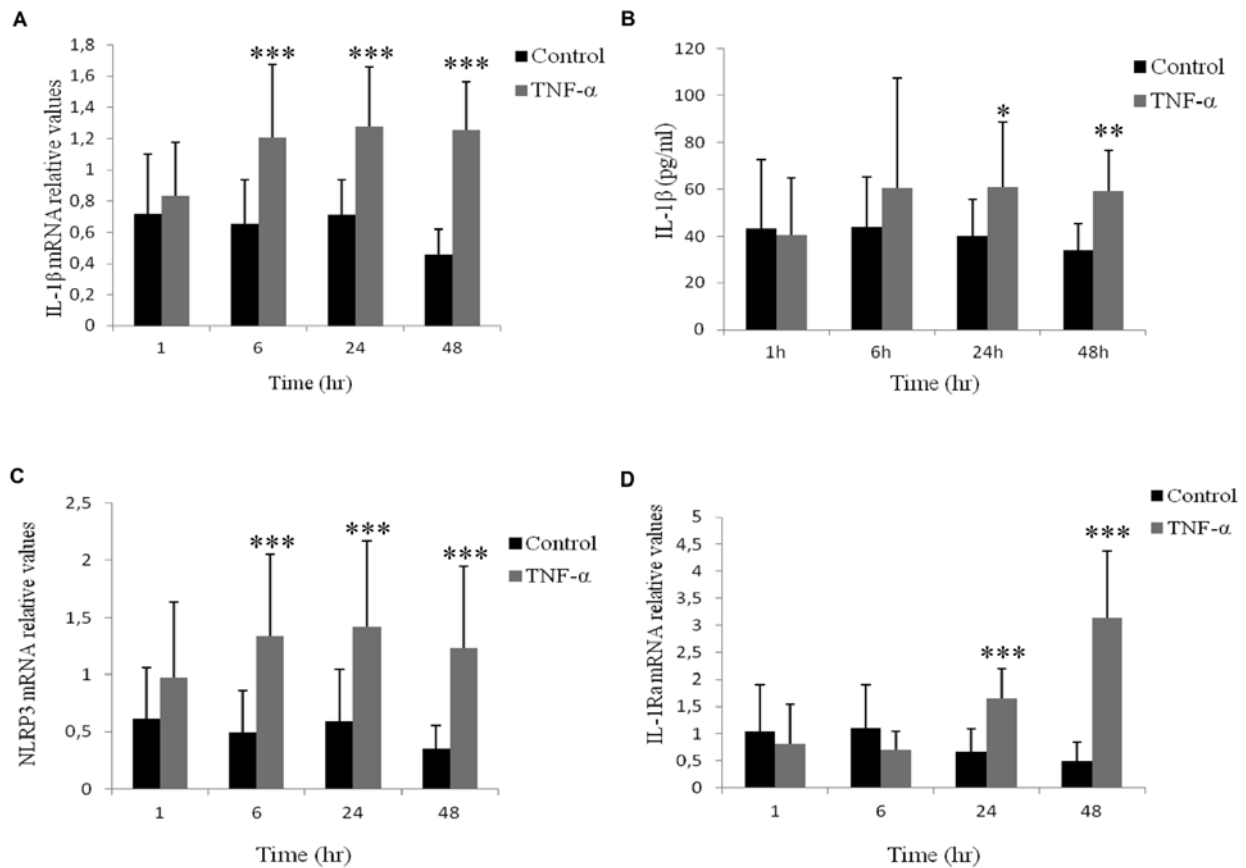 A
IL-1β mRNA relative values
1,8
1,6
1,4
1,2
1
0,8
0,6
0,4
0,2
0
*** *** ***
Control
TNF-α
1 6 24 48
Time (hr)
B
IL-1β (pg/ml)
120
100
80
60
40
20
0
* **
Control
TNF-α
1h 6h 24h 48h
Time (hr)
C
NLRP3 mRNA relative values
2,5
2
1,5
1
0,5
0
*** *** ***
Control
TNF-α
1 6 24 48
Time (hr)
D
IL-1Ra mRNA relative values
5
4,5
4
3,5
3
2,5
2
1,5
1
0,5
0
*** ***
Control
TNF-α
1 6 24 48
Time (hr)